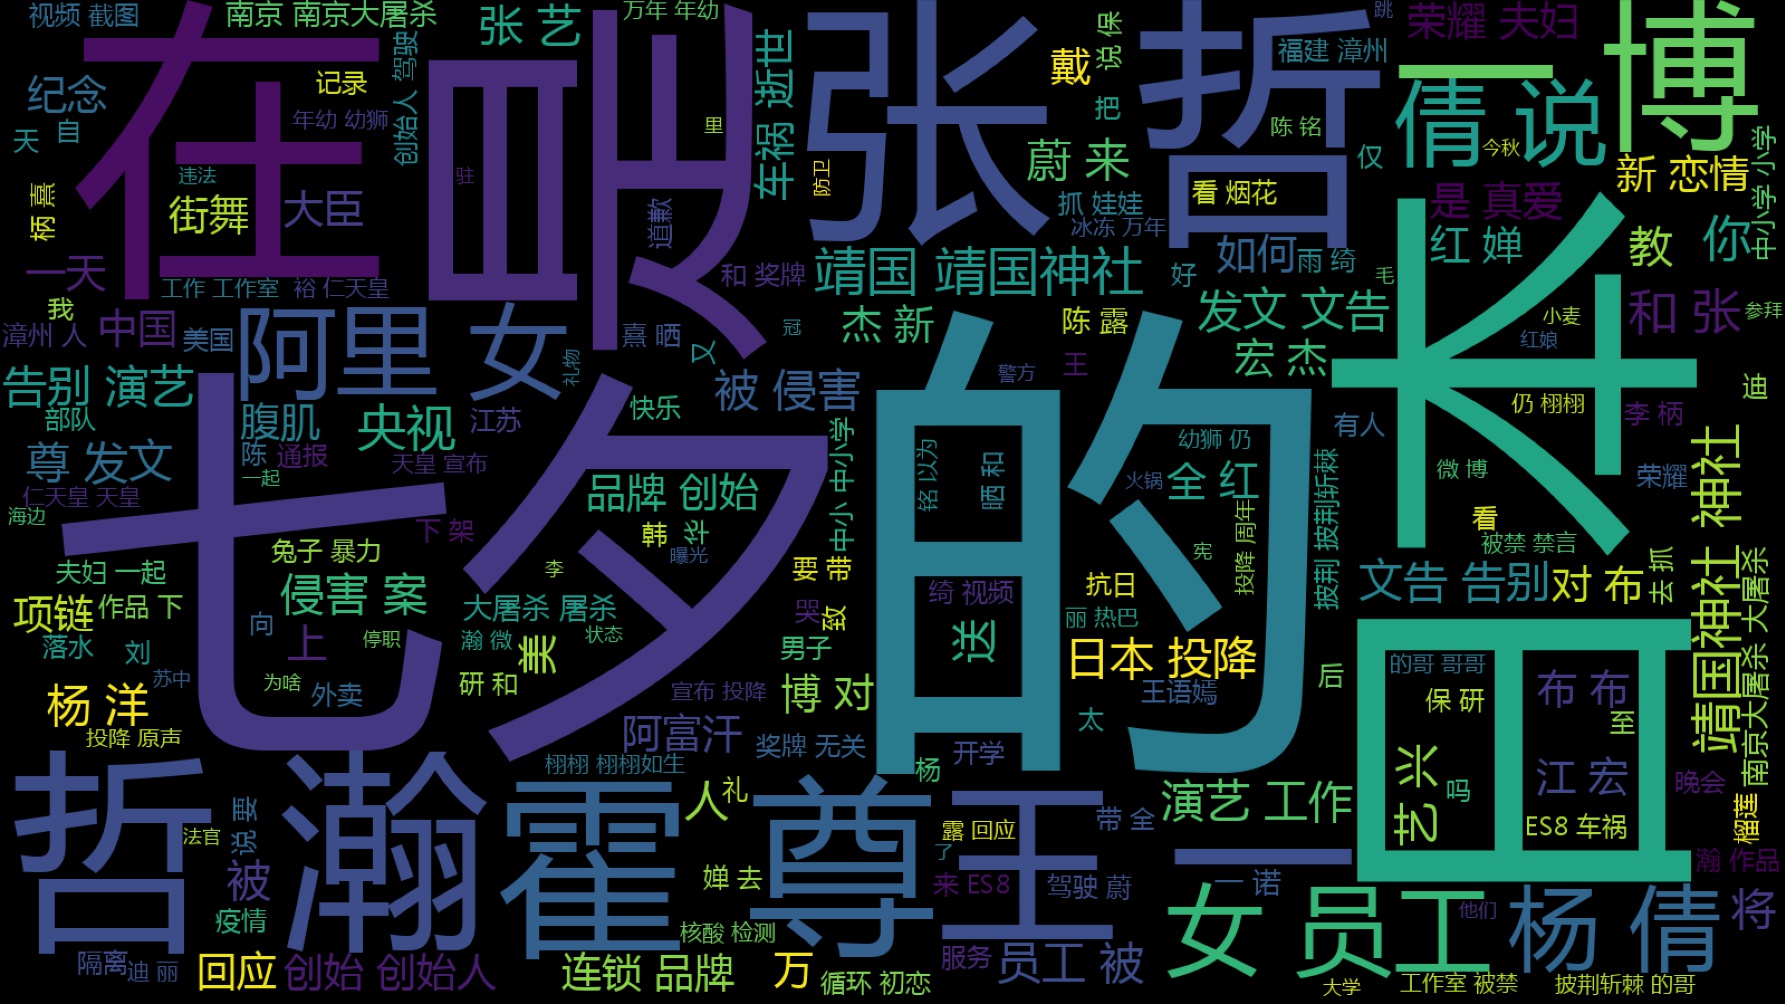 视频 截图
南京 南京大屠杀
张 艺
万年 年幼
跳
荣耀 夫妇
博
在
是
张 哲
戴
说 保
福建 漳州
一
倩 说
纪念
记录
创始人 驾驶
车祸 逝世
天
自
年幼 幼狮
里
把
陈 铭
仅
今秋
中小学 小学
蔚 来
新 恋情
违法
驻
防卫
柄 熹
街舞
大臣
道歉
看 烟花
抓 娃娃
是 真爱
冰冻 万年
一天
工作 工作室
裕 仁天皇
和 奖牌
靖国 靖国神社
好
如何
雨 绮
红 婵
教
你
毛
我
漳州 人
中国
美国
阿里 女
熹 晒
又
冠
杰 新
陈 露
发文 文告
小麦
和 张
参拜
红娘
宏 杰
长
告别 演艺
礼物
被 侵害
王
警方
部队
腹肌
央视
江苏
快乐
仍 栩栩
李 柄
迪
有人
尊 发文
陈
通报
天皇 宣布
一起
中小 中小学
铭 以为
晒 和
幼狮 仍
火锅
全 红
微 博
荣耀
靖国神社 神社
仁天皇 天皇
海边
七夕
的
品牌 创始
下 架
韩
华
曝光
投降 周年
披荆 披荆斩棘
看
被禁 禁言
兔子 暴力
夫妇 一起
李
要 带
宪
抗日
绮 视频
文告 告别
对 布
去 抓
项链
作品 下
侵害 案
大屠杀 屠杀
哭
致
丽 热巴
南京大屠杀 大屠杀
向
上
停职
瀚 微
状态
美
送
日本 投降
落水
刘
苏中
男子
后
的哥 哥哥
布 布
国
杨 洋
为啥
外卖
研 和
宣布 投降
博 对
王语嫣
保 研
至
投降 原声
阿富汗
奖牌 无关
太
开学
艺 兴
江 宏
吗
晚会
榴莲
栩栩 栩栩如生
杨
哲 瀚
霍 尊
王
人
礼
演艺 工作
ES8 车祸
说 要
法官
露 回应
带 全
了
一
瀚 作品
被
婵 去
来 ES8
驾驶 蔚
一 诺
疫情
核酸 检测
女 员工
他们
杨 倩
将
隔离
迪 丽
回应
创始 创始人
连锁 品牌
万
循环 初恋
服务
员工 被
大学
工作室 被禁
披荆斩棘 的哥